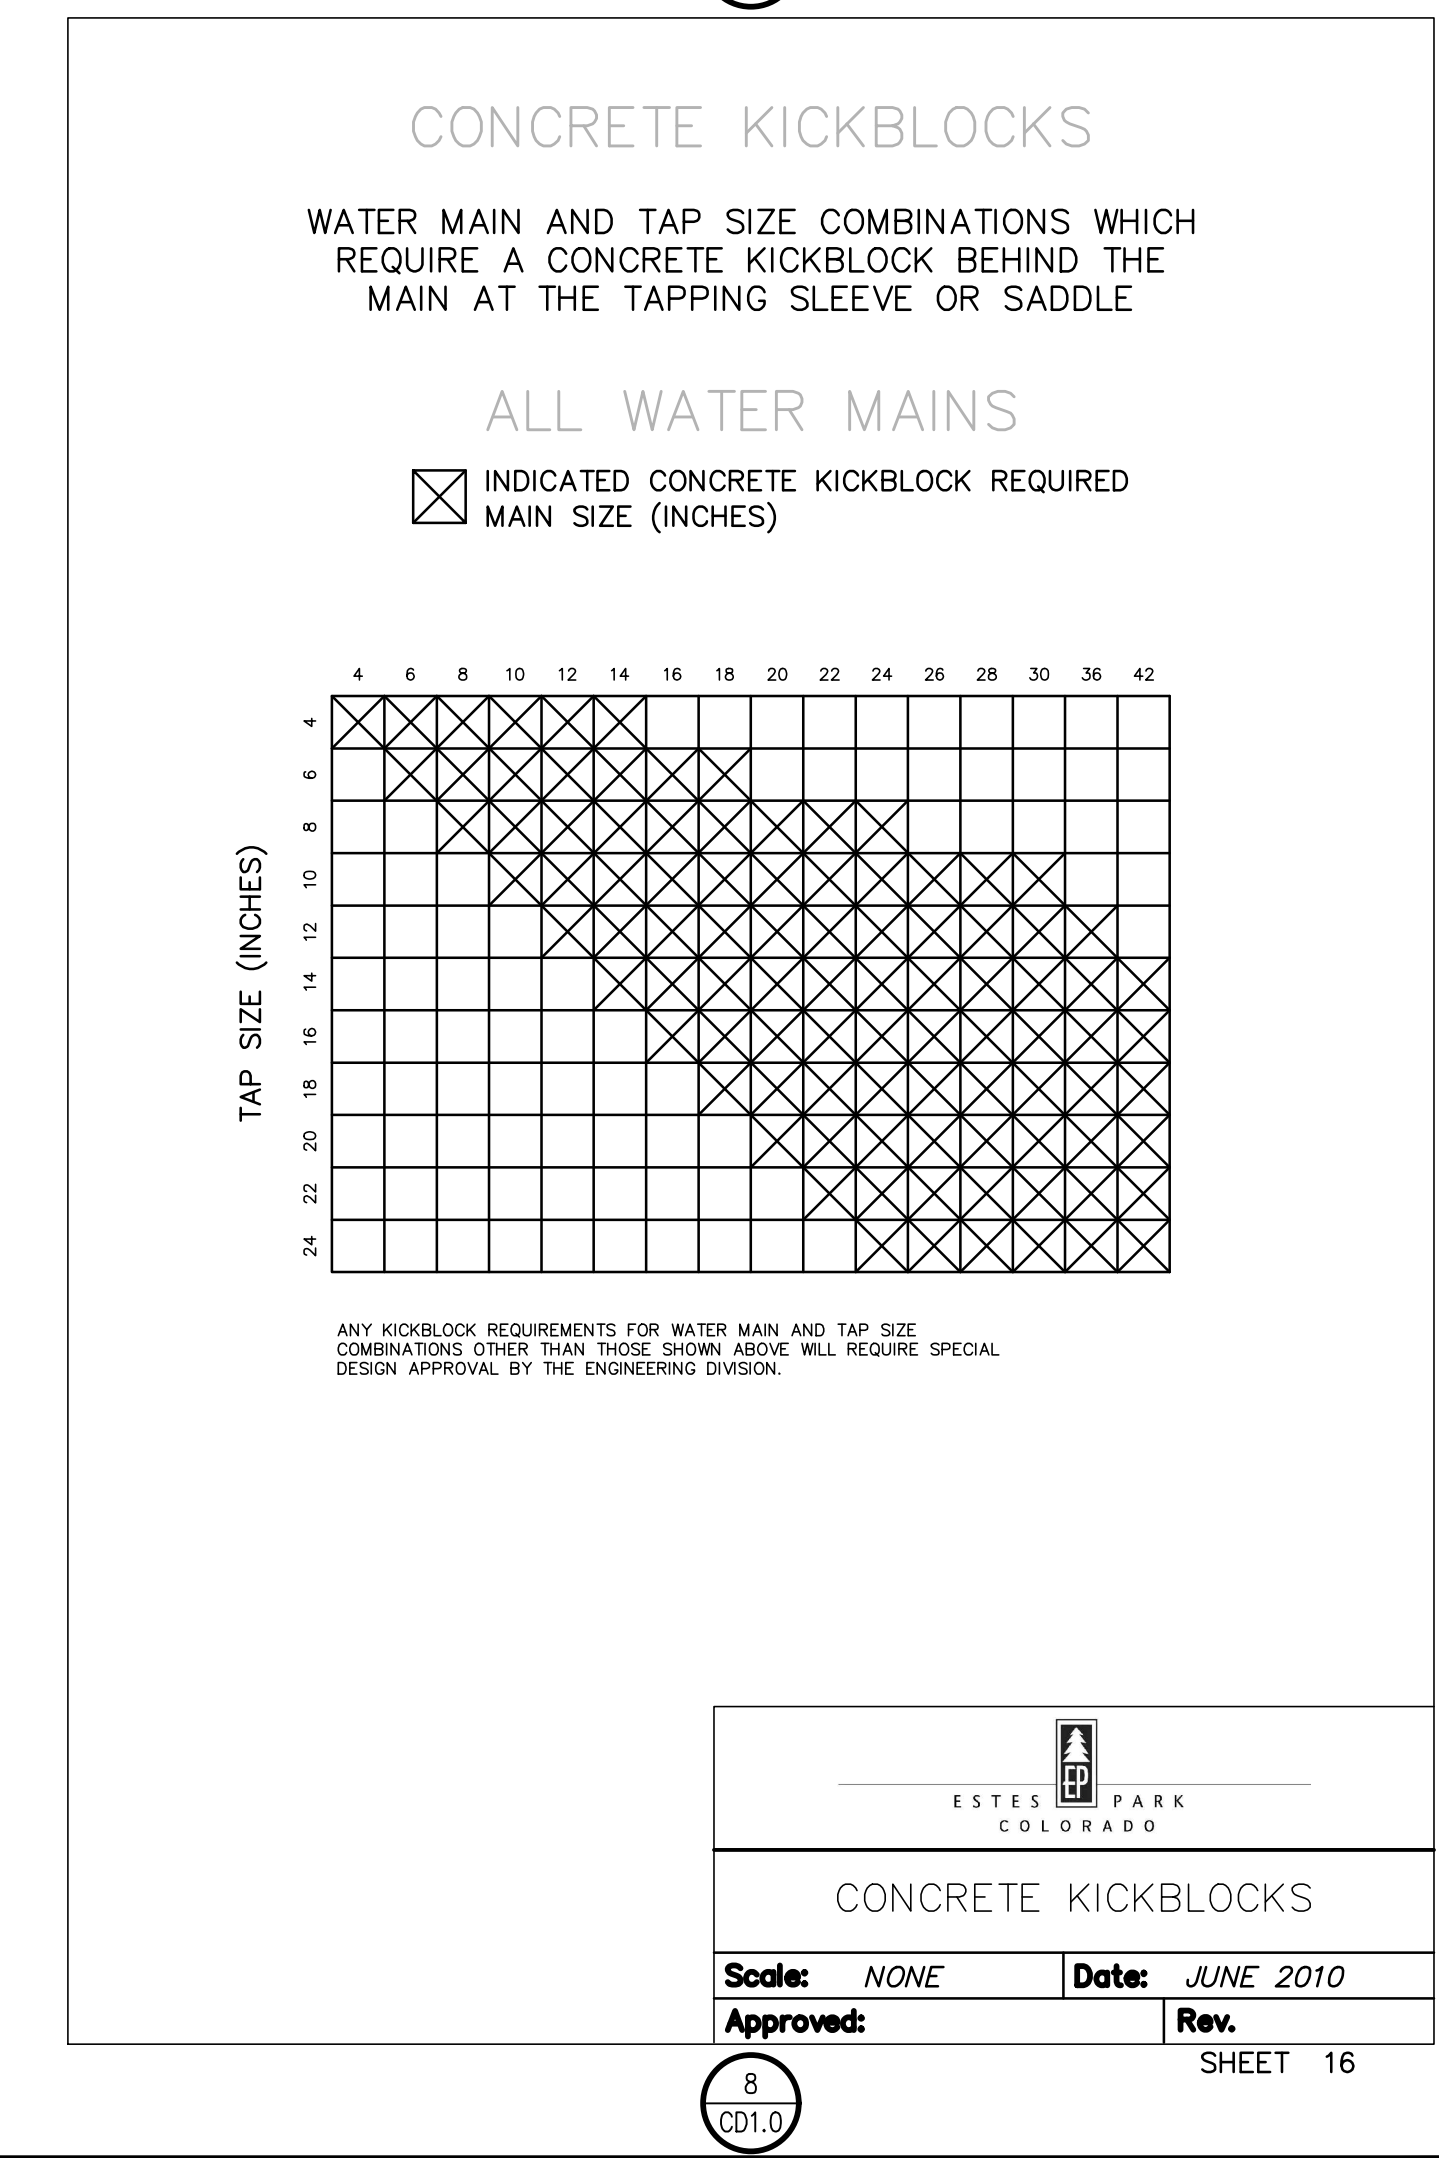 CONCRETE KICKBLOCKS
WATER MAIN AND TAP SIZE COMBINATIONS WHICH
REQUIRE A CONCRETE KICKBLOCK BEHIND THE
MAIN AT THE TAPPING SLEEVE OR SADDLE
ALL WATER MAINS
INDICATED CONCRETE KICKBLOCK REQUIRED
MAIN SIZE (INCHES)
4 6 8 10 12 14 16 18 20 22 24 26 28 30 36 42
TAP SIZE (INCHES)
4
6
8
10
12
14
16
18
20
22
24
ANY KICKBLOCK REQUIREMENTS FOR WATER MAIN AND TAP SIZE
COMBINATIONS OTHER THAN THOSE SHOWN ABOVE WILL REQUIRE SPECIAL
DESIGN APPROVAL BY THE ENGINEERING DIVISION.
EP
ESTES PARK
COLORADO
CONCRETE KICKBLOCKS
Scale: NONE Date: JUNE 2010
Approved: Rev.
SHEET 16
8
CD1.0